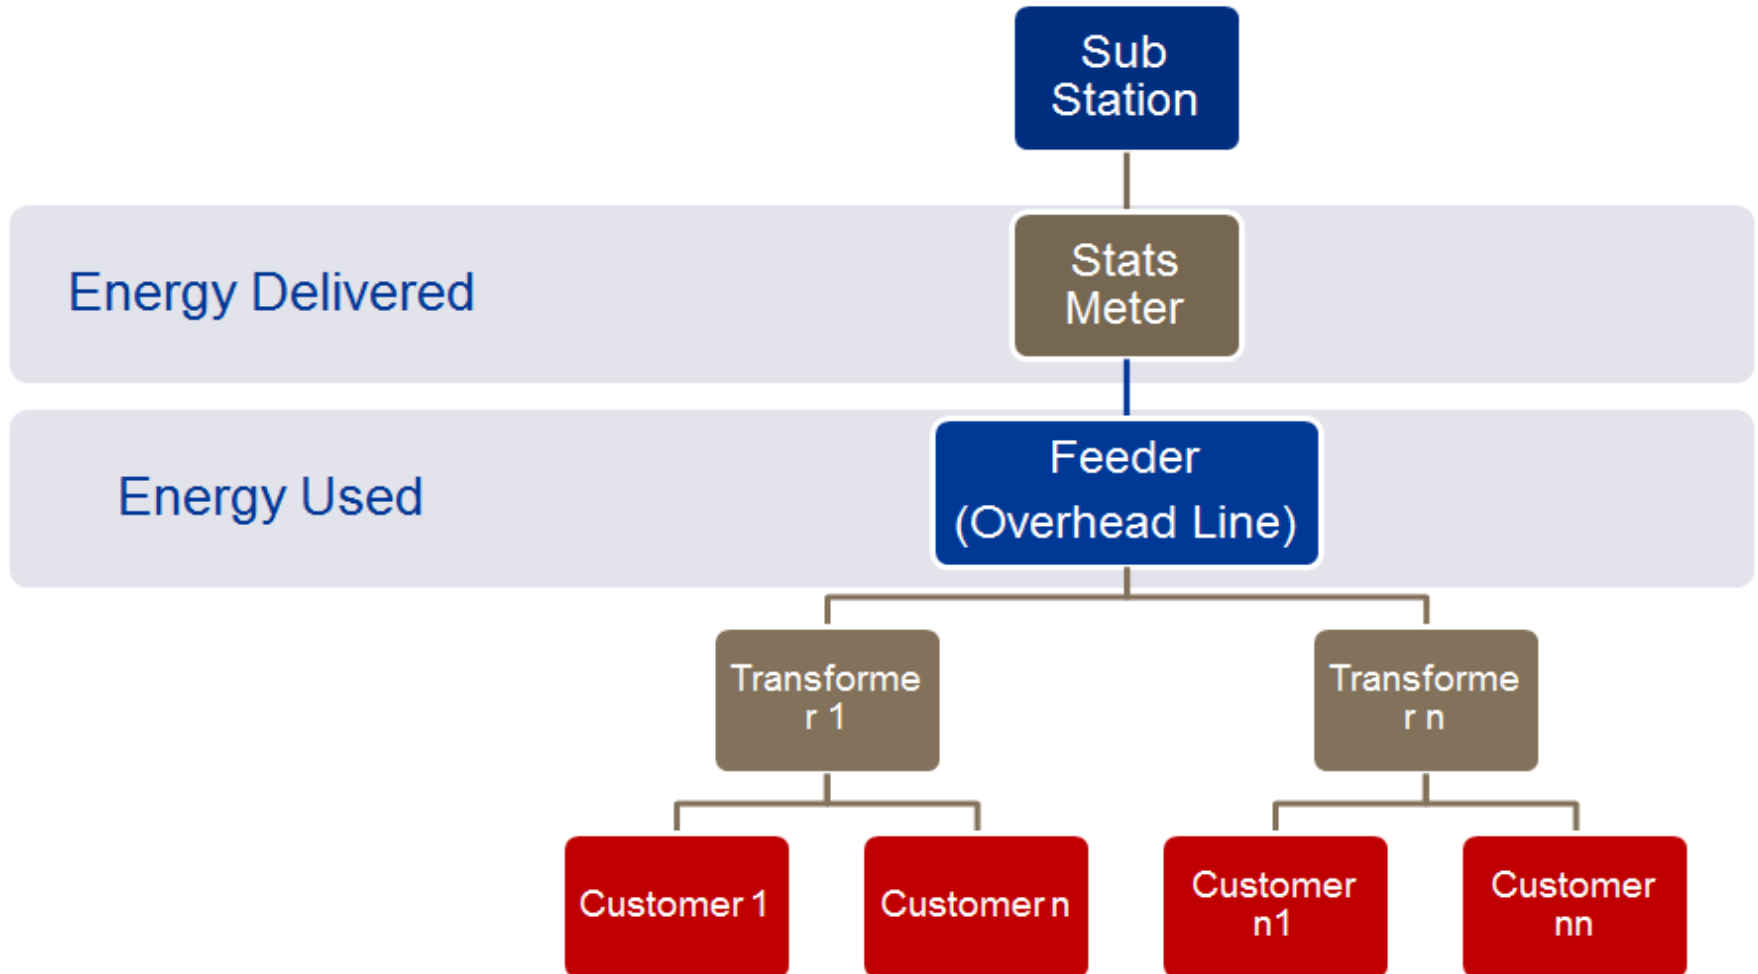 Sub
Station
Energy Delivered
Stats
Meter
Energy Used
Feeder
(Overhead Line)
Transforme
r 1
Transforme
r n
Customer 1
Customer n
Customer
n1
Customer
nn